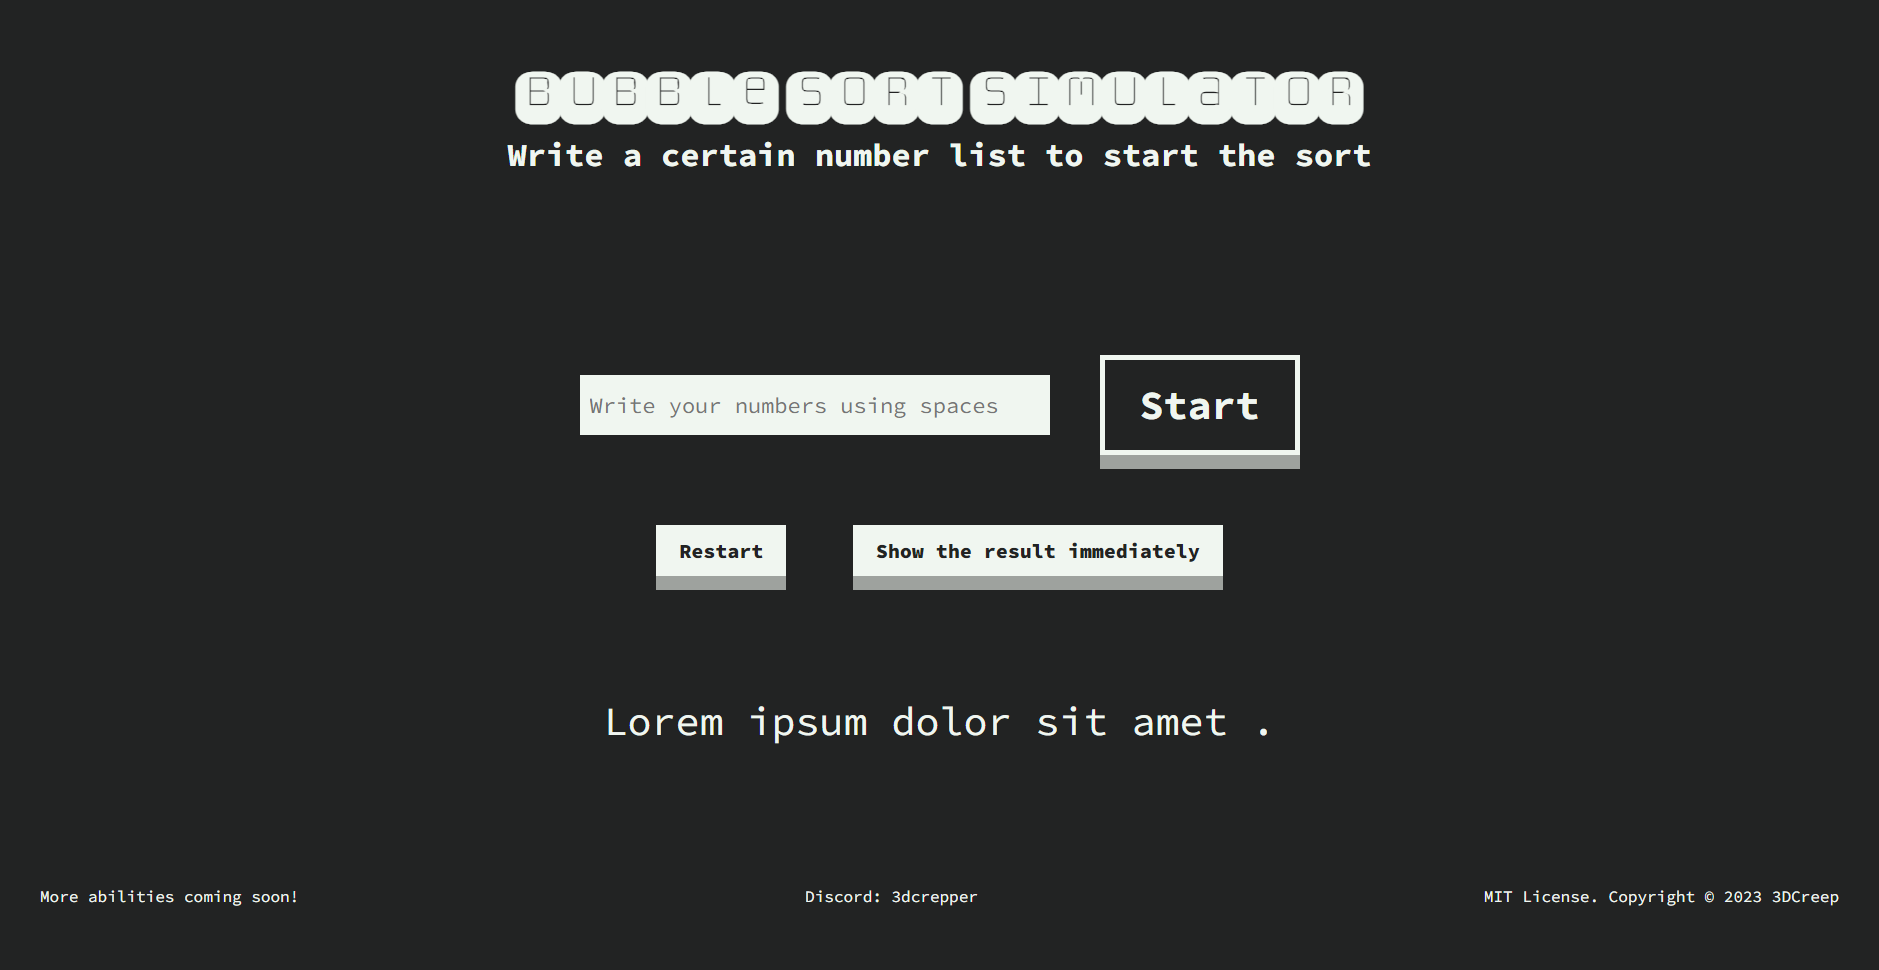 BUBBLe SORT SIMULaTOR
Write a certain number list to start the sort
Write your numbers using spaces
Start
Restart
Show the result immediately
Lorem ipsum dolor sit amet .
More abilities coming soon!
Discord: 3dcrepper
MIT License. Copyright © 2023 3DCreep